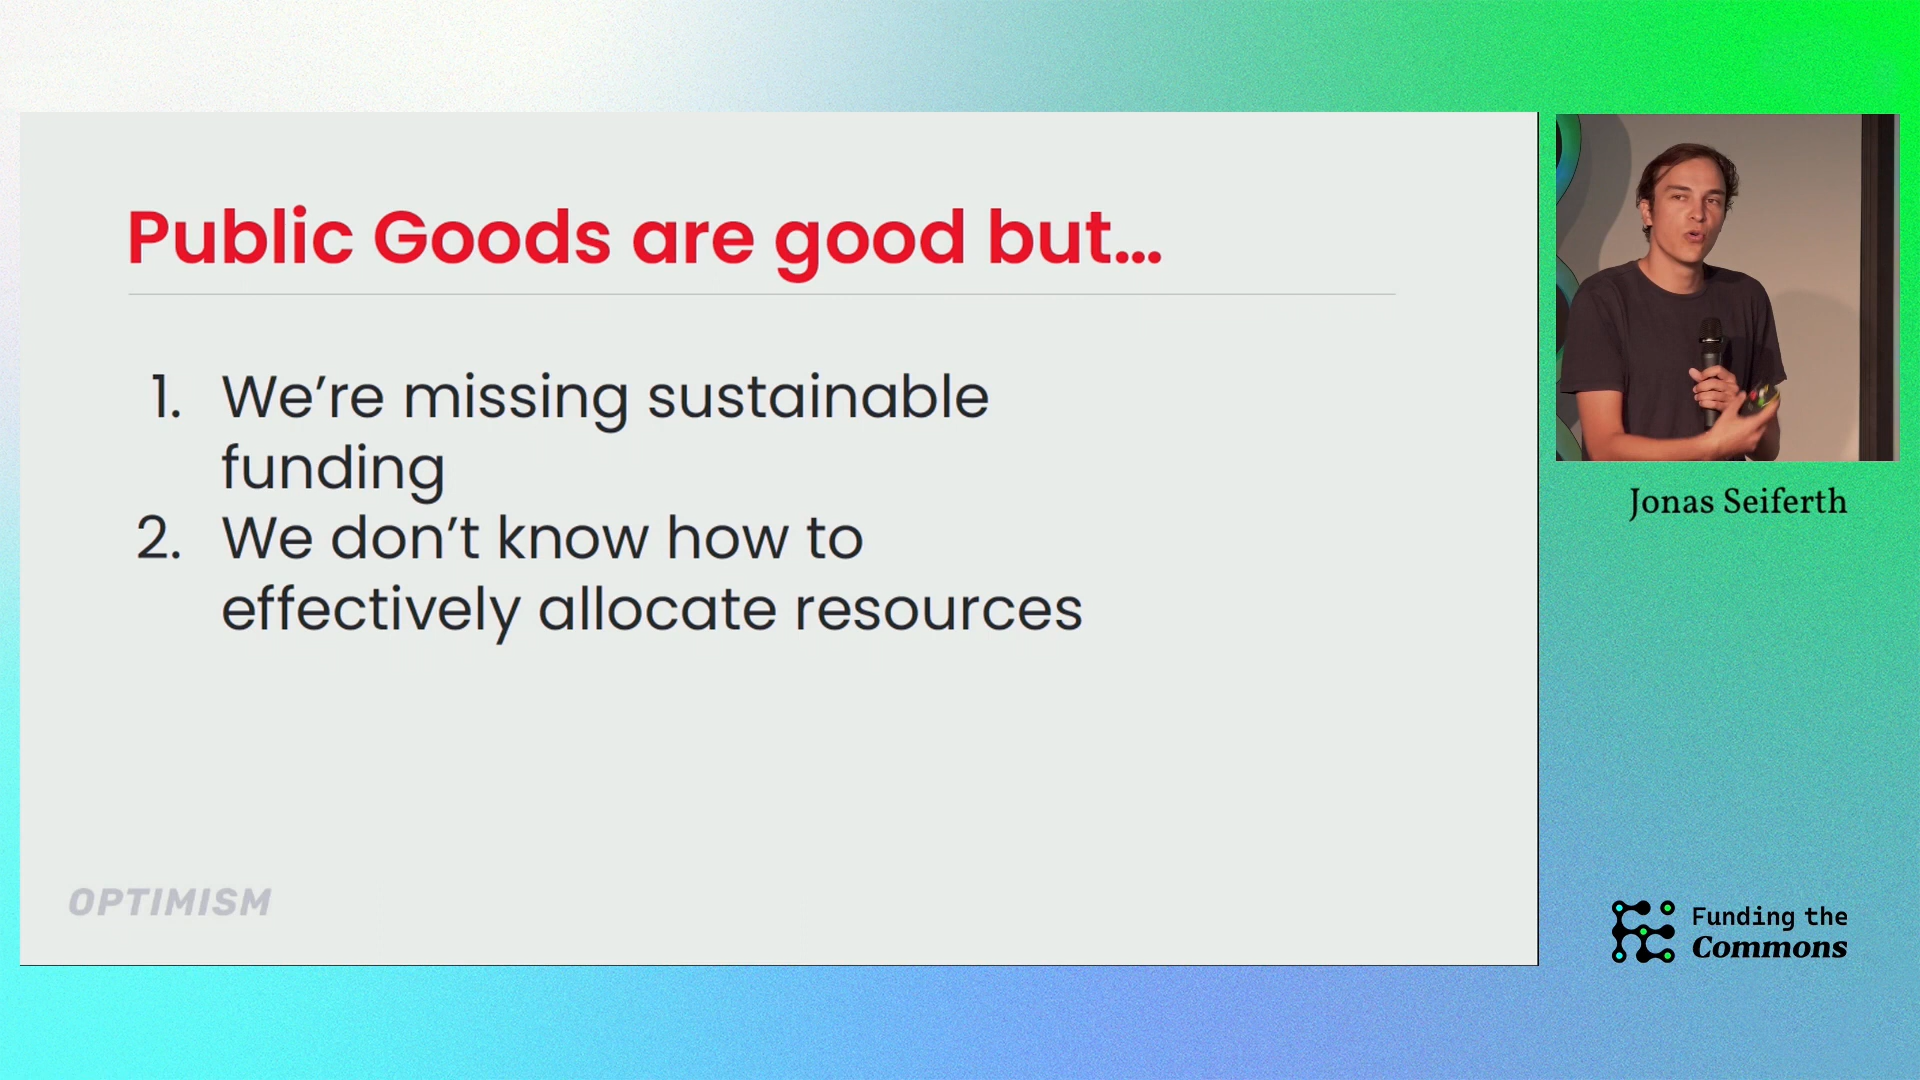 Public Goods are good but…
1. We’re missing sustainable
funding
2. We don’t know how to
effectively allocate resources
OPTIMISM
Jonas Seiferth
Funding the
Commons